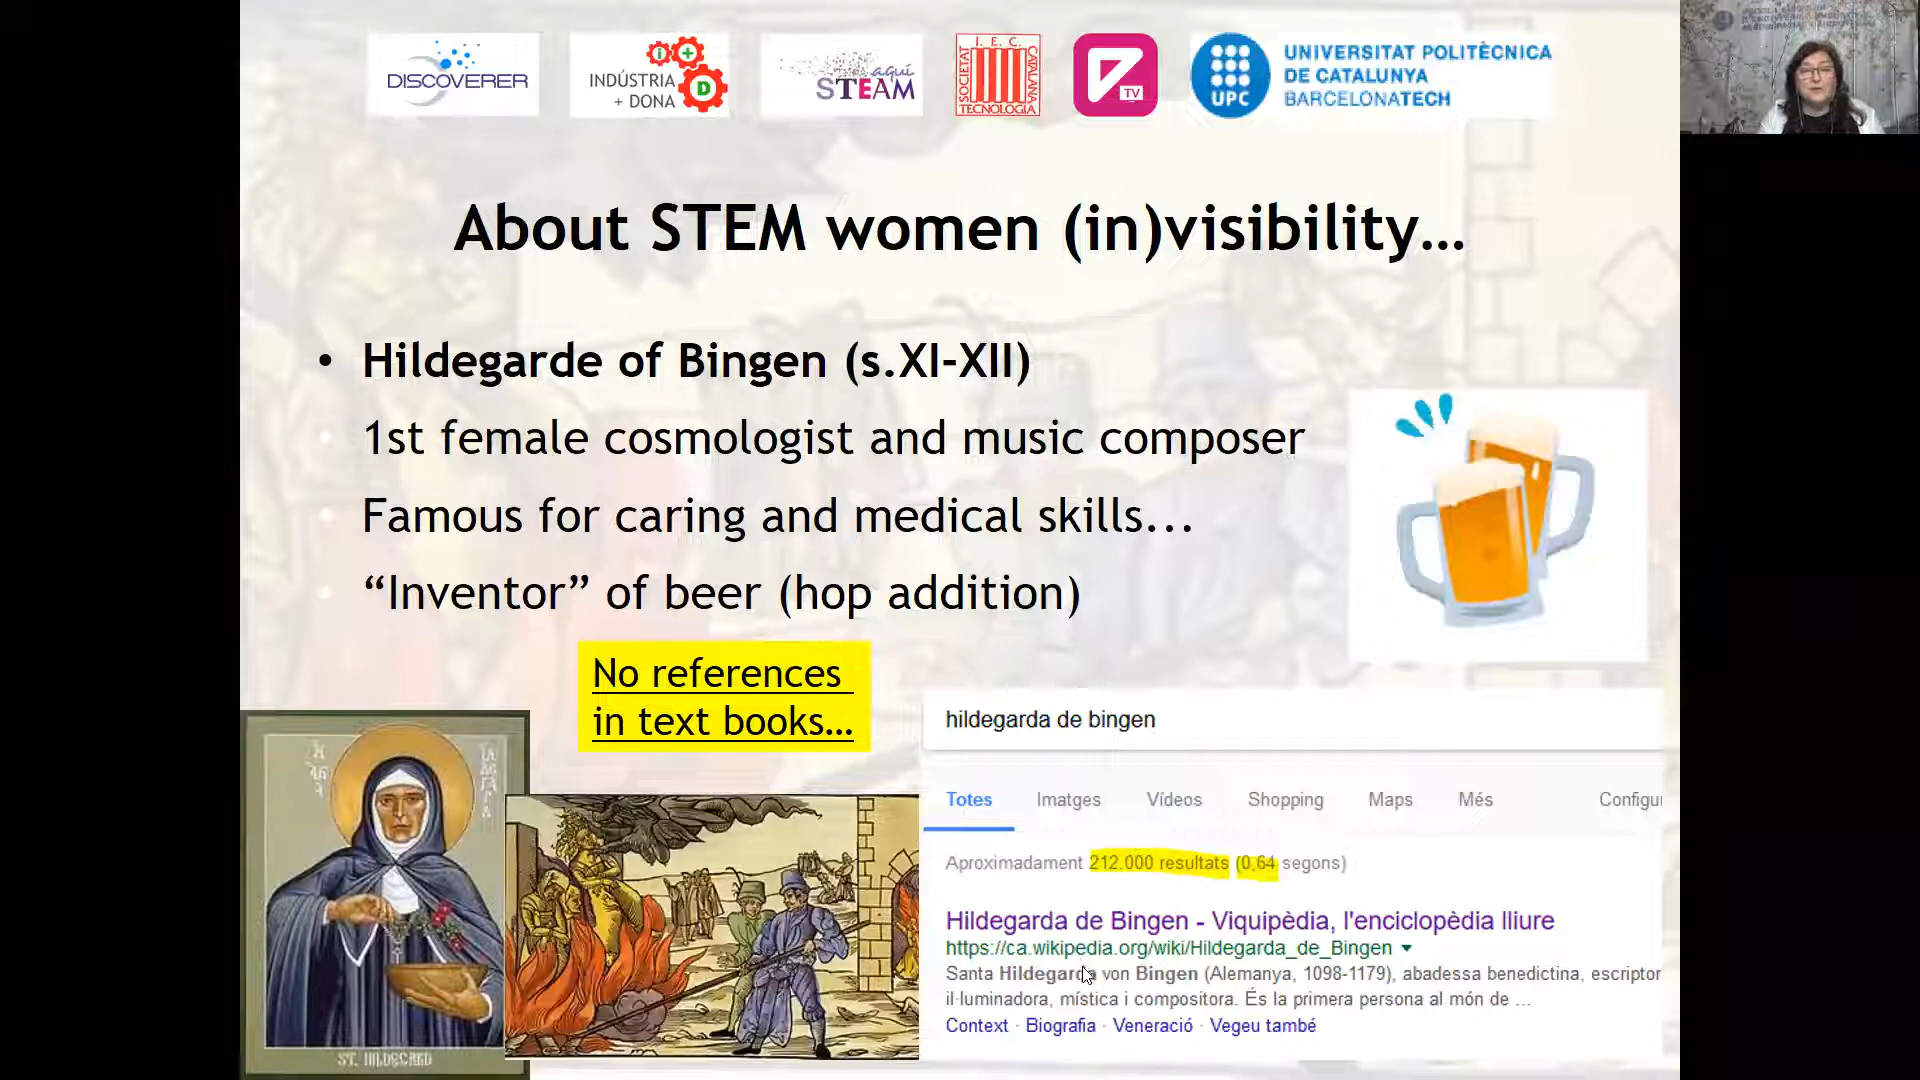 DISCOVERER
INDÚSTRIA
+ DONA
i + D
aquí
STEAM
I. E. C.
SOCIETAT
CATALANA
TECNOLOGIA
TV
UPC
UNIVERSITAT POLITÈCNICA
DE CATALUNYA
BARCELONATECH
About STEM women (in)visibility...
• Hildegarde of Bingen (s.XI-XII)
1st female cosmologist and music composer
Famous for caring and medical skills...
“Inventor” of beer (hop addition)
No references
in text books...
hildegarda de bingen
Totes Imatges Vídeos Shopping Maps Més Configu
Aproximadament 212.000 resultats (0,64 segons)
Hildegarda de Bingen - Viquipèdia, l'enciclopèdia lliure
https://ca.wikipedia.org/wiki/Hildegarda_de_Bingen
Santa Hildegarda von Bingen (Alemanya, 1098-1179), abadessa benedictina, escriptor
il·luminadora, mística i compositora. És la primera persona al món de ...
Context · Biografia · Veneració · Vegeu també
ST. HILDEGARD